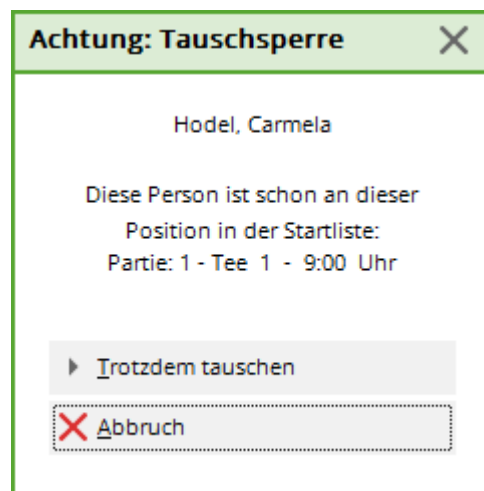 Achtung: Tauschsperre
Hodel, Carmela
Diese Person ist schon an dieser
Position in der Startliste:
Partie: 1 - Tee 1 - 9:00 Uhr
Trotzdem tauschen
Abbruch